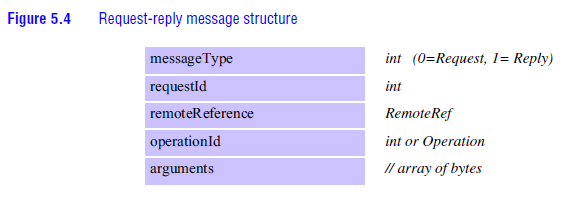 Figure 5.4 Request-reply message structure
messageType int (0=Request, 1= Reply)
requestId int
remoteReference RemoteRef
operationId int or Operation
arguments // array of bytes